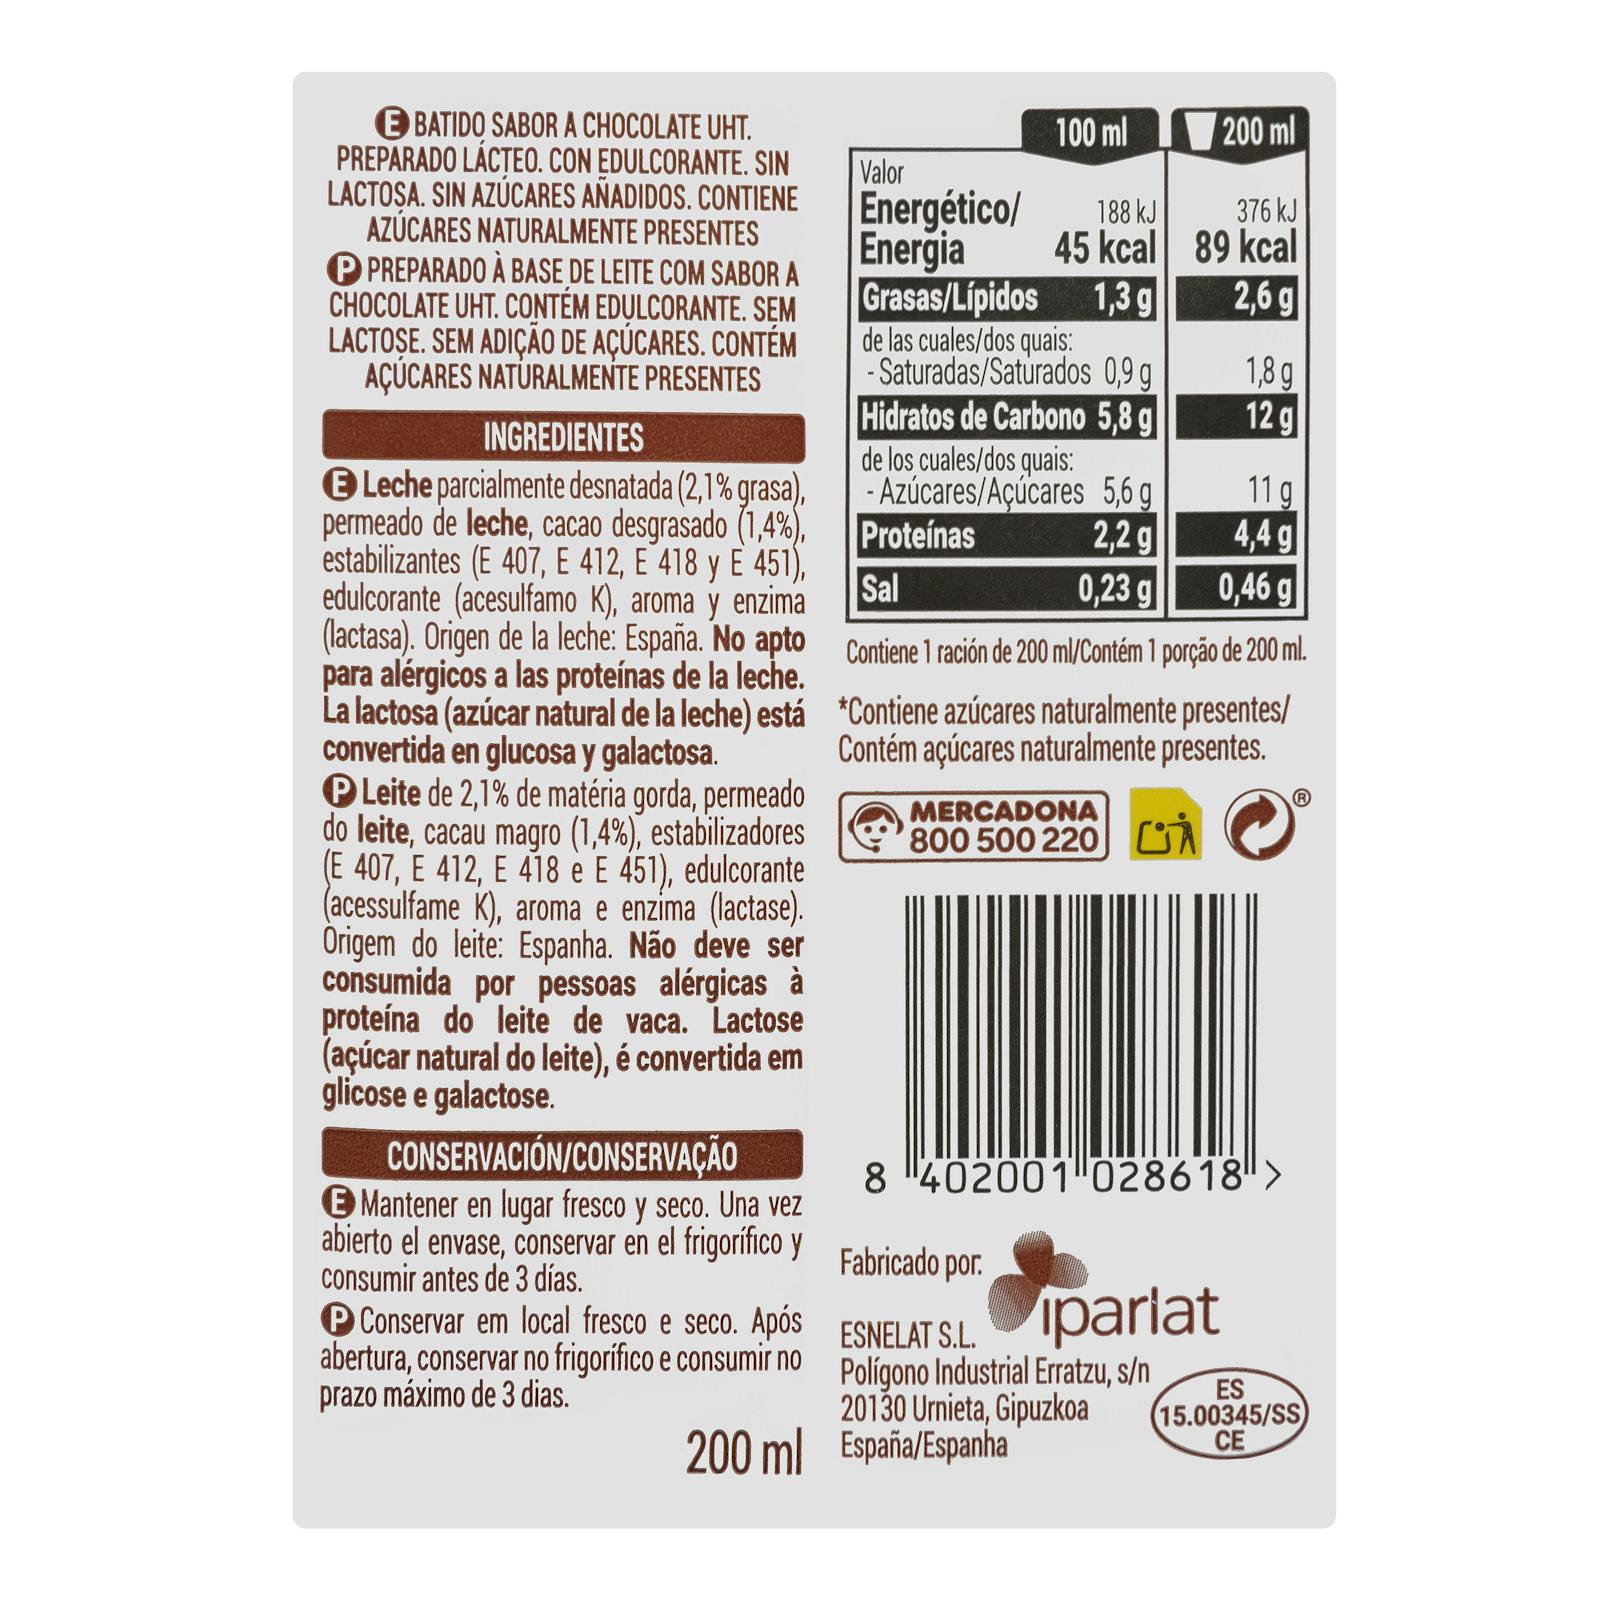 E BATIDO SABOR A CHOCOLATE UHT.
PREPARADO LÁCTEO. CON EDULCORANTE. SIN
LACTOSA. SIN AZÚCARES AÑADIDOS. CONTIENE
AZÚCARES NATURALMENTE PRESENTES
P PREPARADO À BASE DE LEITE COM SABOR A
CHOCOLATE UHT. CONTÉM EDULCORANTE. SEM
LACTOSE. SEM ADIÇÃO DE AÇÚCARES. CONTÉM
AÇÚCARES NATURALMENTE PRESENTES
INGREDIENTES
E Leche parcialmente desnatada (2,1% grasa),
permeado de leche, cacao desgrasado (1,4%),
estabilizantes (E 407, E 412, E 418 y E 451),
edulcorante (acesulfamo K), aroma y enzima
(lactasa). Origen de la leche: España. No apto
para alérgicos a las proteínas de la leche.
La lactosa (azúcar natural de la leche) está
convertida en glucosa y galactosa.
P Leite de 2,1% de matéria gorda, permeado
do leite, cacau magro (1,4%), estabilizadores
(E 407, E 412, E 418 e E 451), edulcorante
(acessulfame K), aroma e enzima (lactase).
Origem do leite: Espanha. Não deve ser
consumida por pessoas alérgicas à
proteína do leite de vaca. Lactose
(açúcar natural do leite), é convertida em
glicose e galactose.
CONSERVACIÓN/CONSERVAÇÃO
E Mantener en lugar fresco y seco. Una vez
abierto el envase, conservar en el frigorífico y
consumir antes de 3 días.
P Conservar em local fresco e seco. Após
abertura, conservar no frigorífico e consumir no
prazo máximo de 3 dias.
200 ml
100 ml 200 ml
Valor
Energético/ 188 kJ 376 kJ
Energia 45 kcal 89 kcal
Grasas/Lípidos 1,3 g 2,6 g
de las cuales/dos quais:
- Saturadas/Saturados 0,9 g 1,8 g
Hidratos de Carbono 5,8 g 12 g
de los cuales/dos quais:
- Azúcares/Açúcares 5,6 g 11 g
Proteínas 2,2 g 4,4 g
Sal 0,23 g 0,46 g
Contiene 1 ración de 200 ml/Contém 1 porção de 200 ml.
*Contiene azúcares naturalmente presentes/
Contém açúcares naturalmente presentes.
MERCADONA
800 500 220
®
8 402001 028618 >
Fabricado por:
iparlat
ESNELAT S.L.
Polígono Industrial Erratzu, s/n
20130 Urnieta, Gipuzkoa
España/Espanha
ES
15.00345/SS
CE